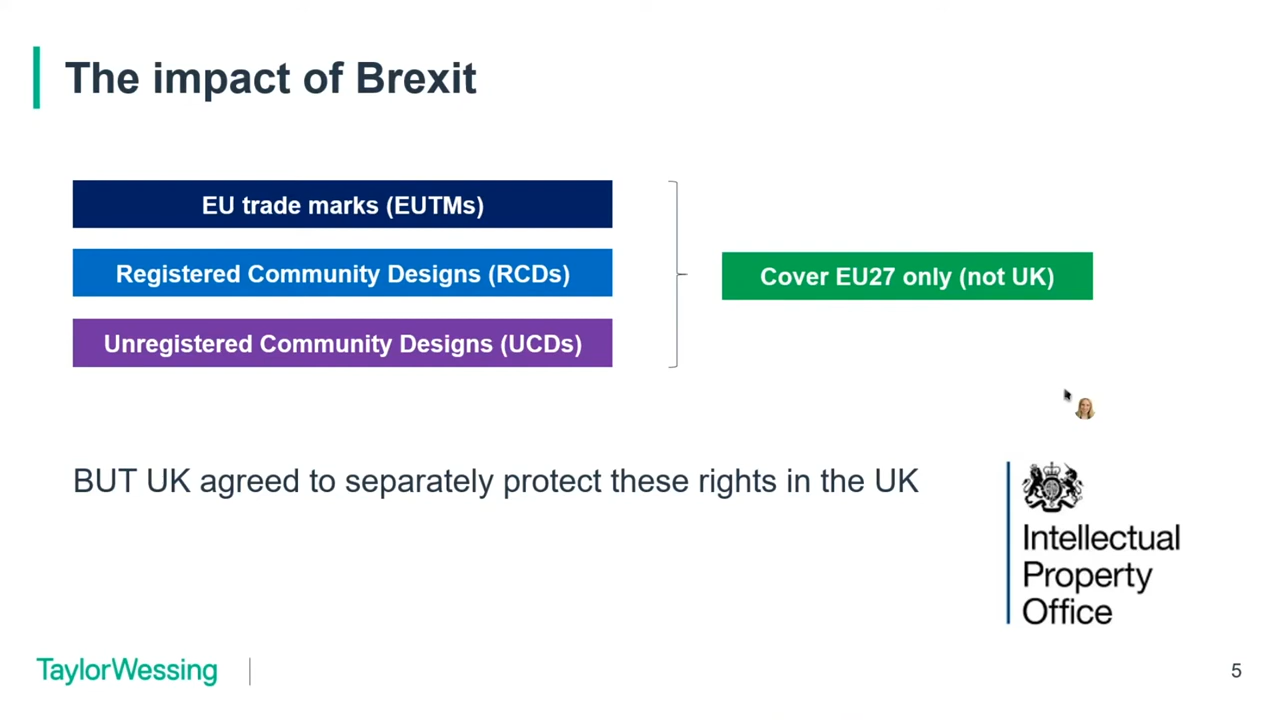 The impact of Brexit
EU trade marks (EUTMs)
Registered Community Designs (RCDs)
Unregistered Community Designs (UCDs)
Cover EU27 only (not UK)
BUT UK agreed to separately protect these rights in the UK
Intellectual
Property
Office
TaylorWessing
5